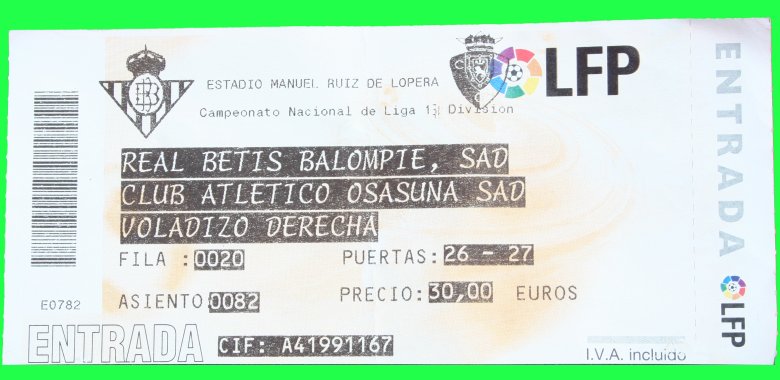 ESTADIO MANUEL RUIZ DE LOPERA
LFP
Campeonato Nacional de Liga 1ª Division
REAL BETIS BALOMPIE, SAD
CLUB ATLETICO OSASUNA SAD
VOLADIZO DERECHA
FILA :0020 PUERTAS: 26 - 27
ASIENTO:0082 PRECIO: 30,00 EUROS
E0782
ENTRADA CIF: A41991167
I.V.A. incluido
ENTRADA
LFP